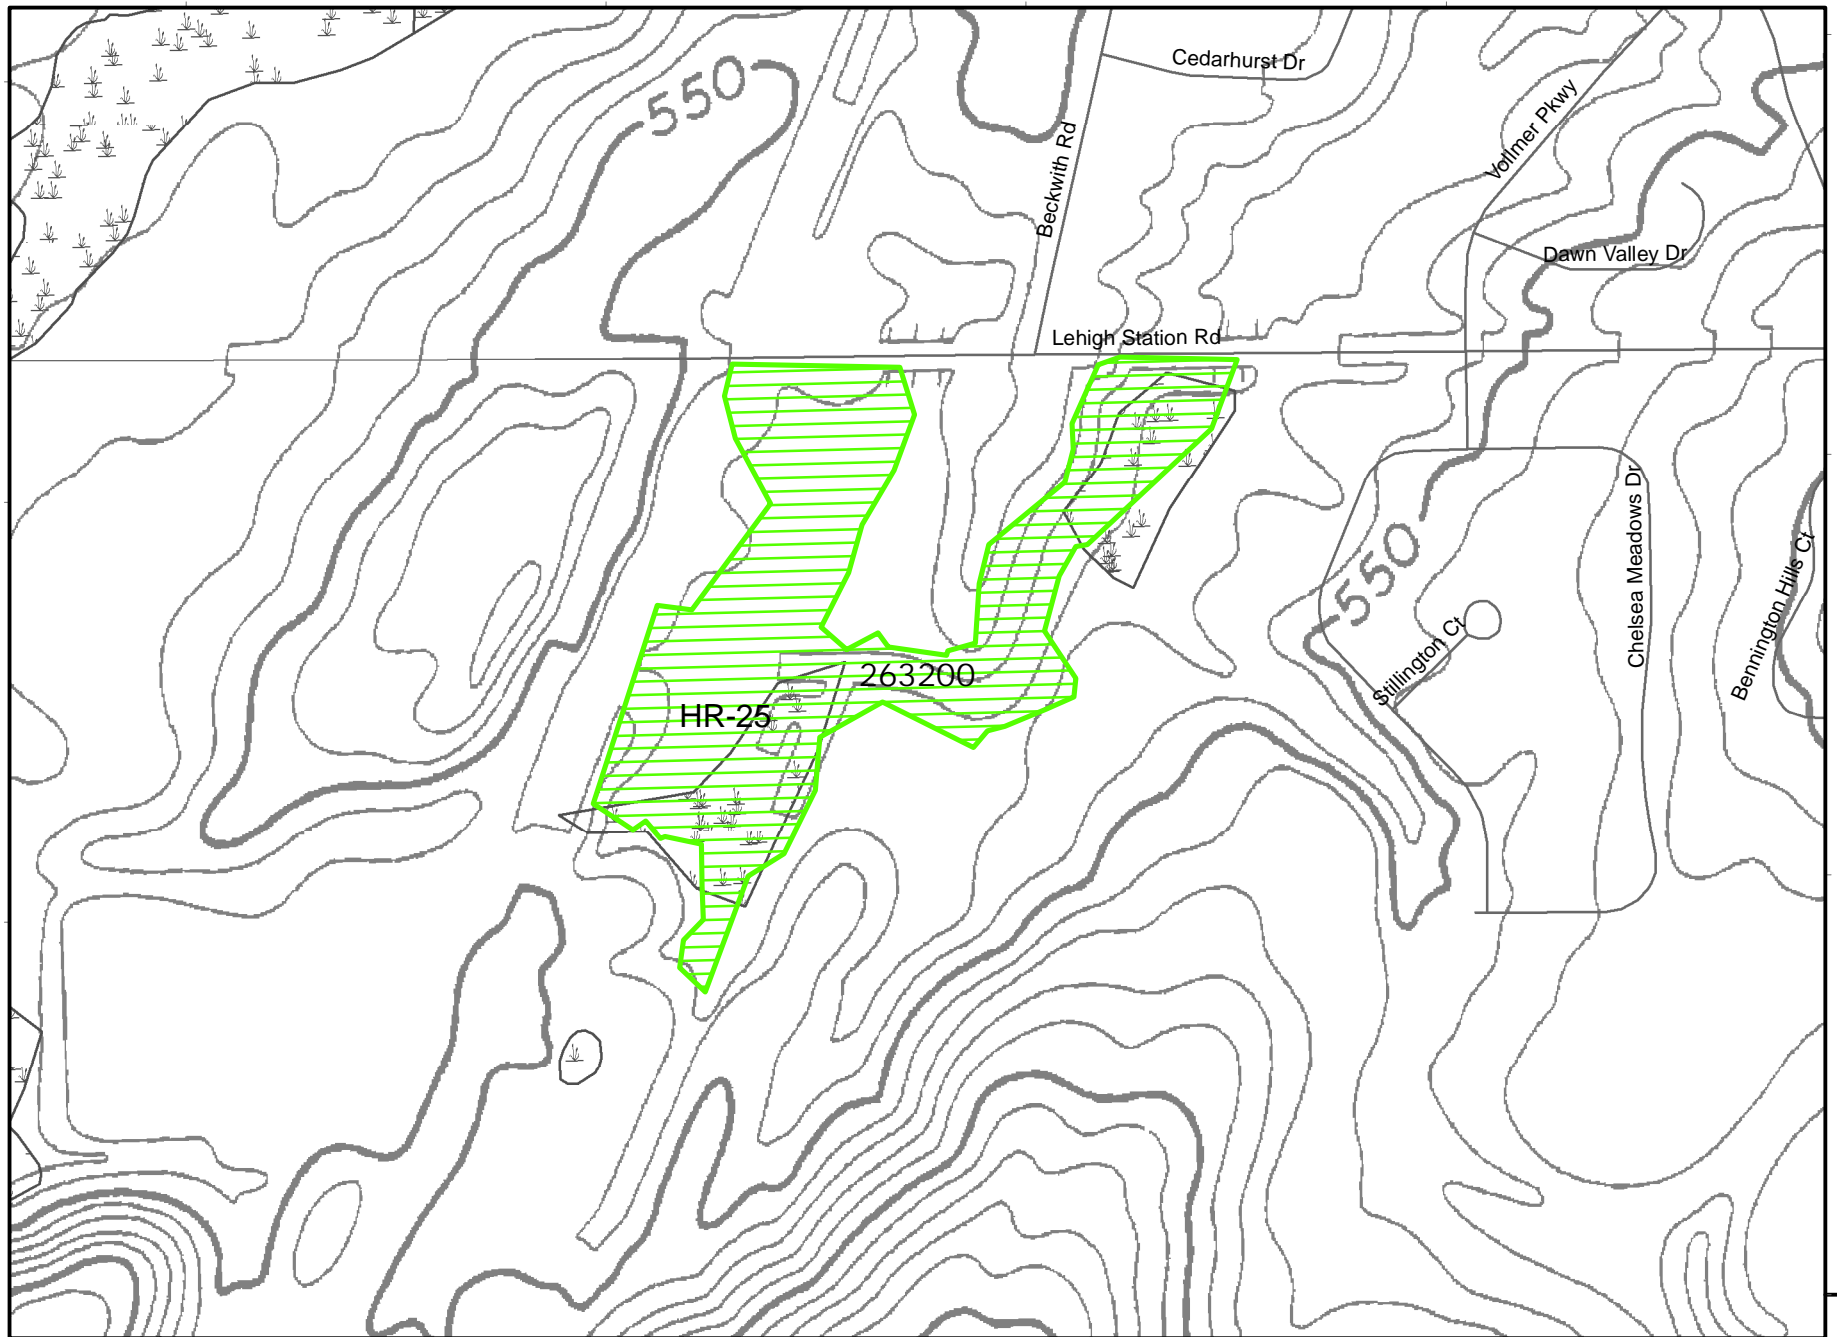 Cedarhurst Dr
550
Vollmer Pkwy
Beckwith Rd
Dawn Valley Dr
Lehigh Station Rd
Chelsea Meadows Dr
550
Bennington Hills Ct
Stillington Ct
263200
HR-25